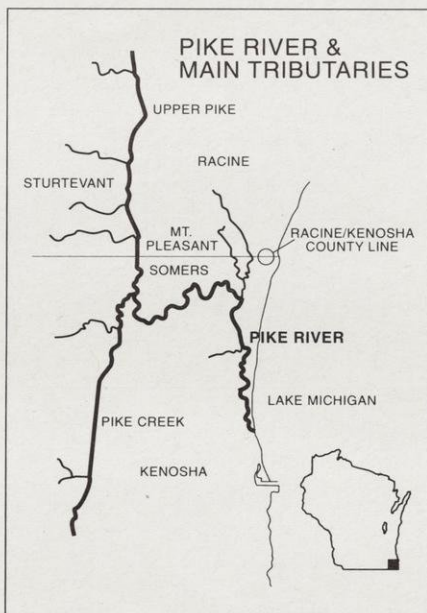 PIKE RIVER &
MAIN TRIBUTARIES
UPPER PIKE
RACINE
STURTEVANT
MT.
PLEASANT
RACINE/KENOSHA
COUNTY LINE
SOMERS
PIKE RIVER
LAKE MICHIGAN
PIKE CREEK
KENOSHA